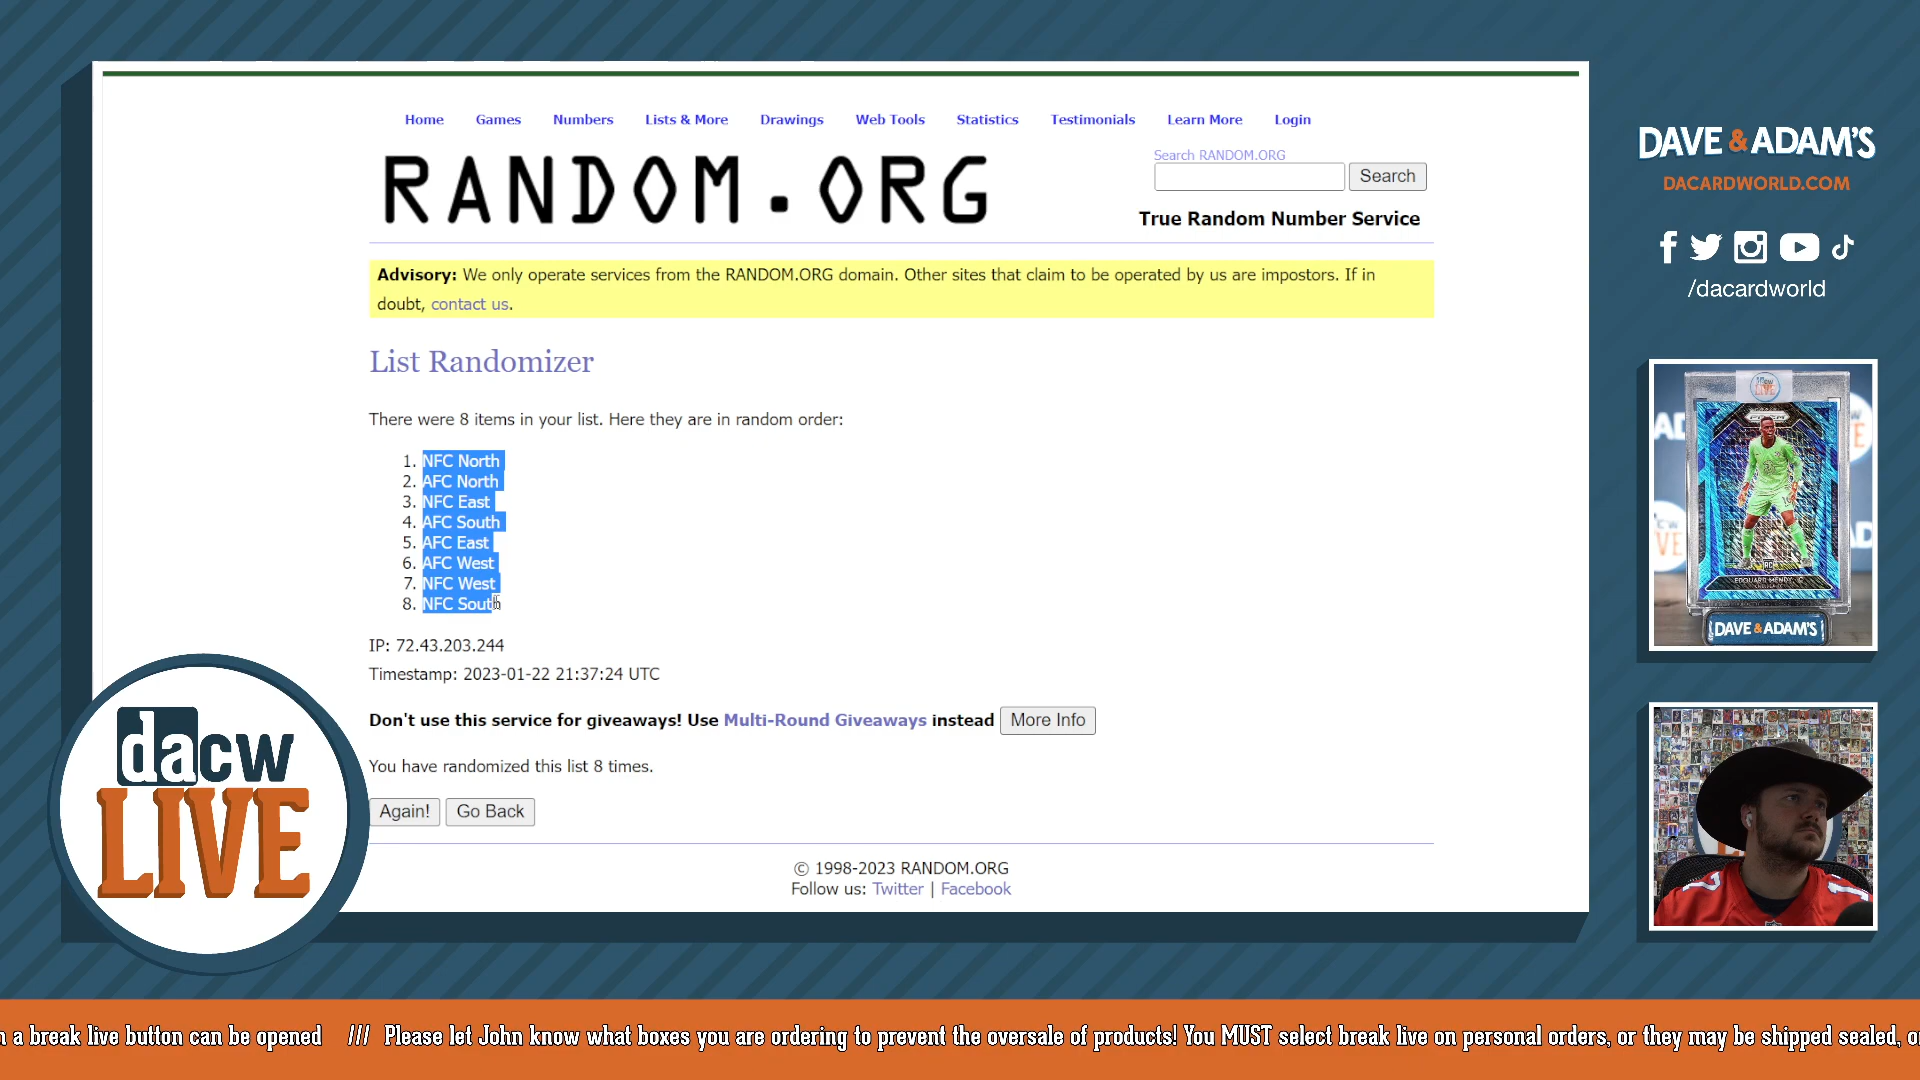 Home Games Numbers Lists & More Drawings Web Tools Statistics Testimonials Learn More Login
RANDOM.ORG
Search RANDOM.ORG
Search
True Random Number Service
Advisory: We only operate services from the RANDOM.ORG domain. Other sites that claim to be operated by us are impostors. If in
doubt, contact us.
List Randomizer
There were 8 items in your list. Here they are in random order:
1. NFC North
2. AFC North
3. NFC East
4. AFC South
5. AFC East
6. AFC West
7. NFC West
8. NFC South
IP: 72.43.203.244
Timestamp: 2023-01-22 21:37:24 UTC
Don't use this service for giveaways! Use Multi-Round Giveaways instead More Info
You have randomized this list 8 times.
Again! Go Back
© 1998-2023 RANDOM.ORG
Follow us: Twitter | Facebook
dacw
LIVE
DAVE & ADAM'S
DACARDWORLD.COM
/dacardworld
PRIZM
EDOUARD MENDY
CHELSEA FC
DAVE & ADAM'S
a break live button can be opened /// Please let John know what boxes you are ordering to prevent the oversale of products! You MUST select break live on personal orders, or they may be shipped sealed,